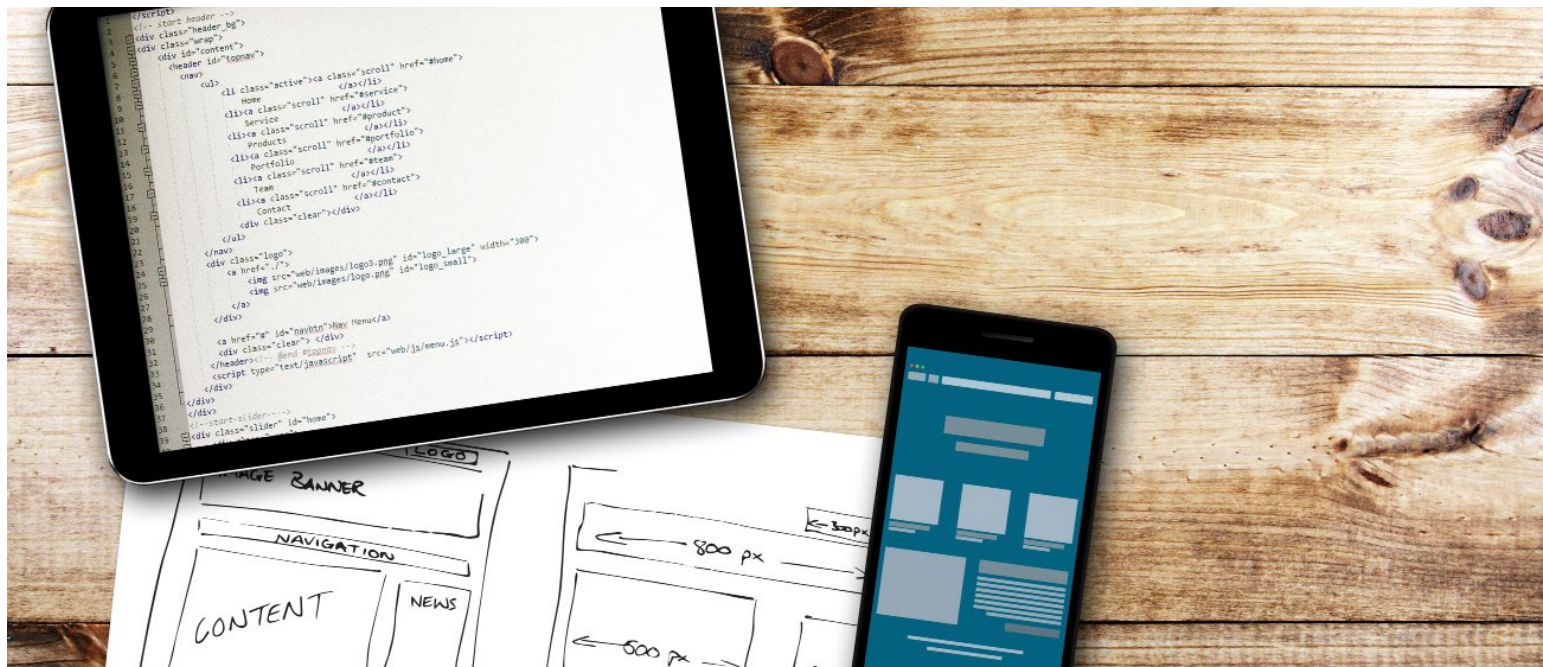 </script>
<!-- start header -->
<div class="header_bg">
<div class="wrap">
<div id="content">
<header id="topnav">
<nav>
<ul>
<li class="active"><a class="scroll" href="#home">
Home </a></li>
<li><a class="scroll" href="#service">
Service </a></li>
<li><a class="scroll" href="#product">
Products </a></li>
<li><a class="scroll" href="#portfolio">
Portfolio </a></li>
<li><a class="scroll" href="#team">
Team </a></li>
<li><a class="scroll" href="#contact">
Contact </a></li>
<div class="clear"></div>
</ul>
</nav>
<div class="logo">
<a href="./">
<img src="web/images/logo3.png" id="logo_large" width="300">
<img src="web/images/logo.png" id="logo_small">
</a>
</div>
<a href="#" id="navbtn">Nav Menu</a>
<div class="clear"> </div>
</header><!-- @end #topnav -->
<script type="text/javascript" src="web/js/menu.js"></script>
</div>
</div>
</div>
<!--start-slider---->
<div class="slider" id="home">
LOGO
IMAGE BANNER
NAVIGATION
CONTENT
NEWS
300px
800 px